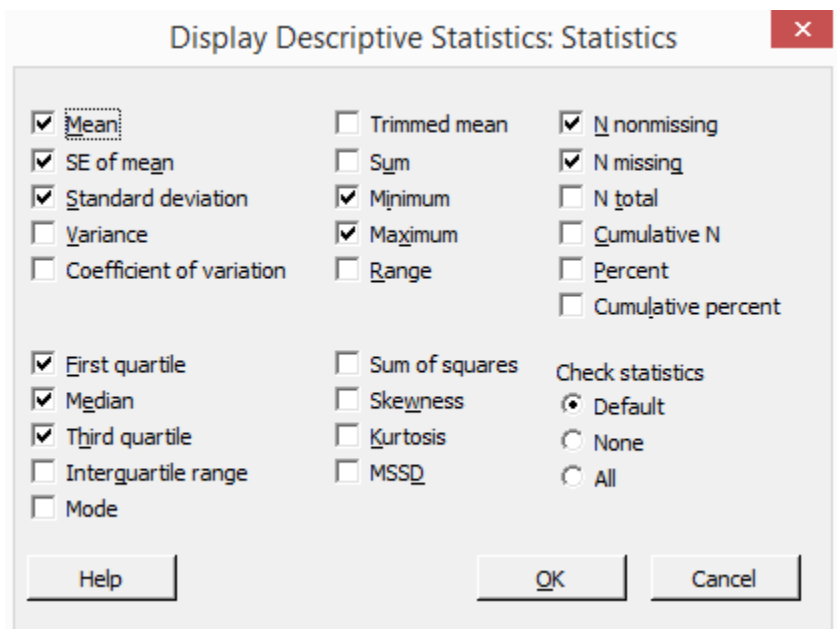 Display Descriptive Statistics: Statistics
Mean
SE of mean
Standard deviation
Variance
Coefficient of variation
Trimmed mean
Sum
Minimum
Maximum
Range
N nonmissing
N missing
N total
Cumulative N
Percent
Cumulative percent
First quartile
Median
Third quartile
Interquartile range
Mode
Sum of squares
Skewness
Kurtosis
MSSD
Check statistics
Default
None
All
Help
OK
Cancel